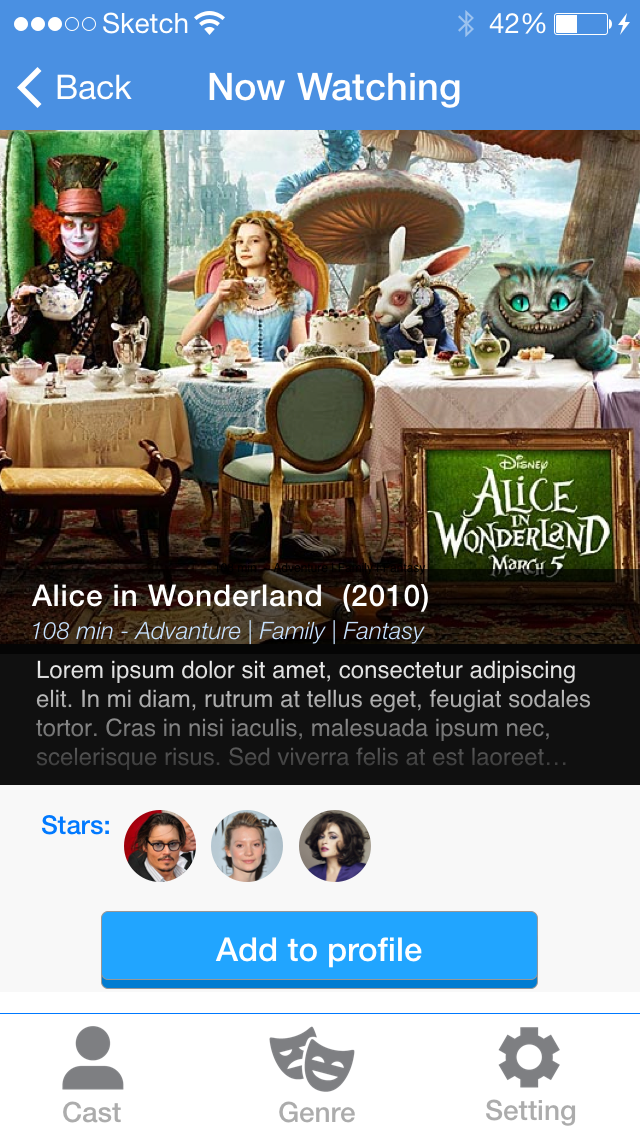 Sketch 42%
Back Now Watching
Disney
ALICE
IN
WONDERLAND
MARCH 5
Alice in Wonderland (2010)
108 min - Advanture | Family | Fantasy
Lorem ipsum dolor sit amet, consectetur adipiscing
elit. In mi diam, rutrum at tellus eget, feugiat sodales
tortor. Cras in nisi iaculis, malesuada ipsum nec,
scelerisque risus. Sed viverra felis at est laoreet...
Stars:
Add to profile
Cast Genre Setting